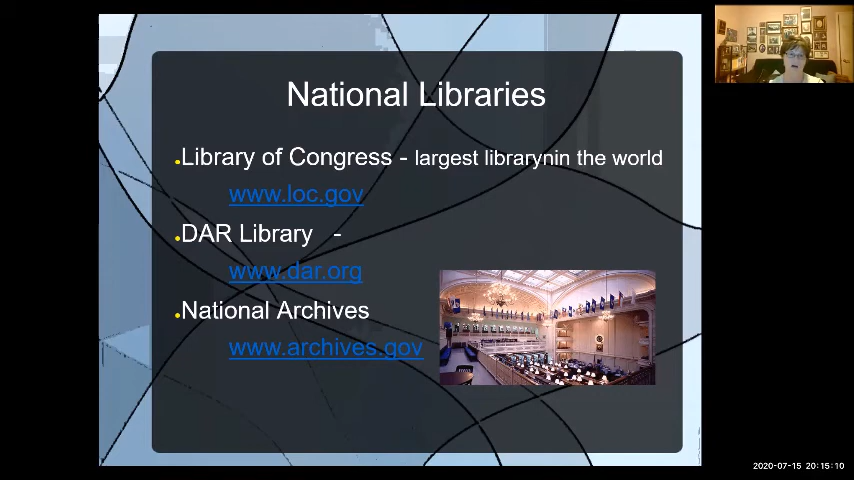 National Libraries
Library of Congress - largest librarynin the world
www.loc.gov
DAR Library -
www.dar.org
National Archives
www.archives.gov
2020-07-15 20:15:10